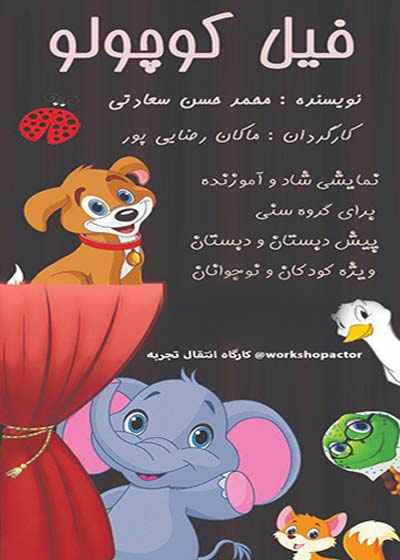 فیل کوچولو
نویسنده : محمد حسن سعادتی
کارگردان : ماکان رضایی پور
نمایشی شاد و آموزنده
برای گروه سنی
پیش دبستان و دبستان
ویژه کودکان و نوجوانان
@workshopactor کارگاه انتقال تجربه